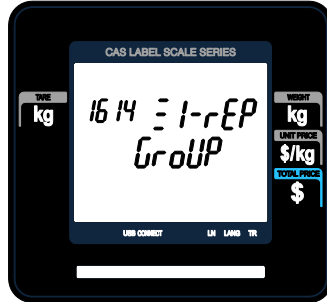 CAS LABEL SCALE SERIES
TARE
kg
1614 Ξ 1-rEP
GroUP
WEIGHT
kg
UNIT PRICE
$/kg
TOTAL PRICE
$
USB CONNECT LN LANG TR